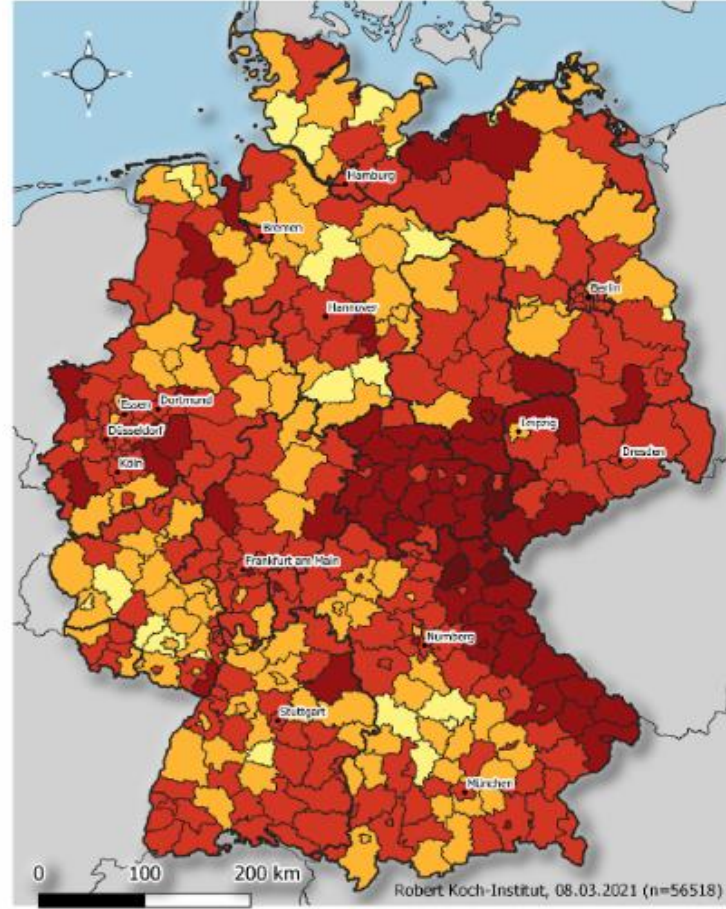 Hamburg
Bremen
Berlin
Hannover
Essen
Dortmund
Düsseldorf
Leipzig
Köln
Dresden
Frankfurt am Main
Nürnberg
Stuttgart
München
0 100 200 km
Robert Koch-Institut, 08.03.2021 (n=56518)